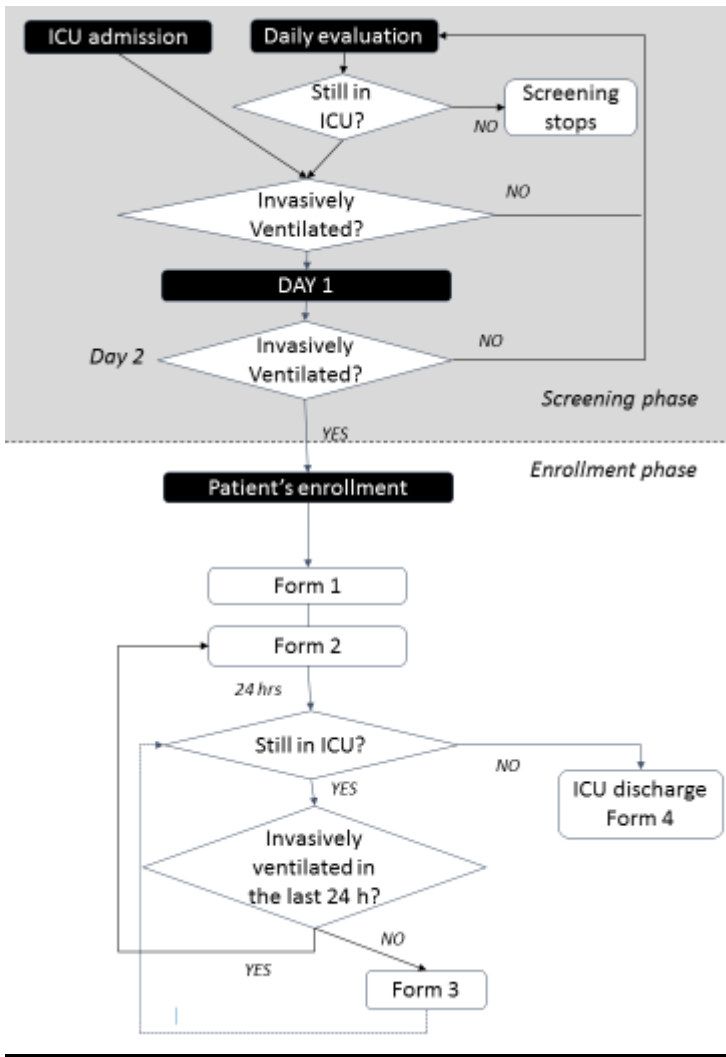 ICU admission
Daily evaluation
Still in
ICU?
NO
Screening
stops
Invasively
Ventilated?
NO
DAY 1
Day 2
Invasively
Ventilated?
NO
Screening phase
YES
Enrollment phase
Patient's enrollment
Form 1
Form 2
24 hrs
Still in ICU?
NO
YES
ICU discharge
Form 4
Invasively
ventilated in
the last 24 h?
NO
YES
Form 3